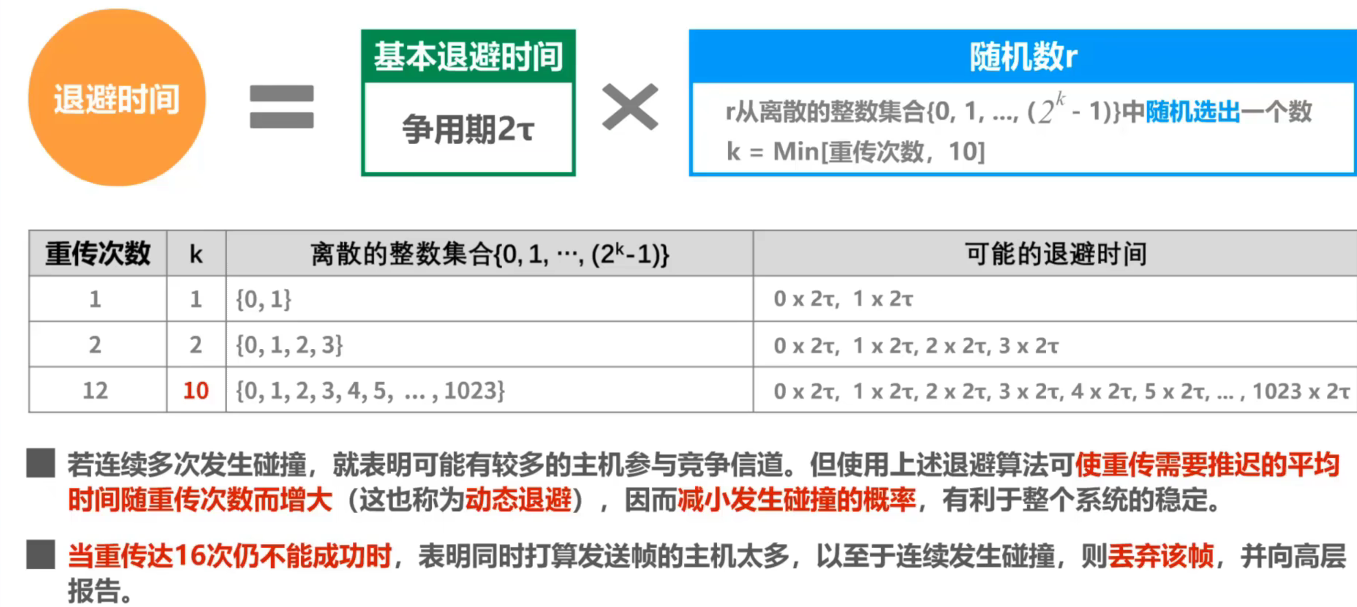 退避时间
=
基本退避时间
争用期2τ
×
随机数r
r从离散的整数集合{0, 1, ..., (2^k - 1)}中随机选出一个数
k = Min[重传次数，10]
重传次数 k 离散的整数集合{0, 1, ···, (2^k-1)} 可能的退避时间
1 1 {0, 1} 0 x 2τ, 1 x 2τ
2 2 {0, 1, 2, 3} 0 x 2τ, 1 x 2τ, 2 x 2τ, 3 x 2τ
12 10 {0, 1, 2, 3, 4, 5, ... , 1023} 0 x 2τ, 1 x 2τ, 2 x 2τ, 3 x 2τ, 4 x 2τ, 5 x 2τ, ... , 1023 x 2τ
若连续多次发生碰撞，就表明可能有较多的主机参与竞争信道。但使用上述退避算法可使重传需要推迟的平均
时间随重传次数而增大（这也称为动态退避），因而减小发生碰撞的概率，有利于整个系统的稳定。
当重传达16次仍不能成功时，表明同时打算发送帧的主机太多，以至于连续发生碰撞，则丢弃该帧，并向高层
报告。